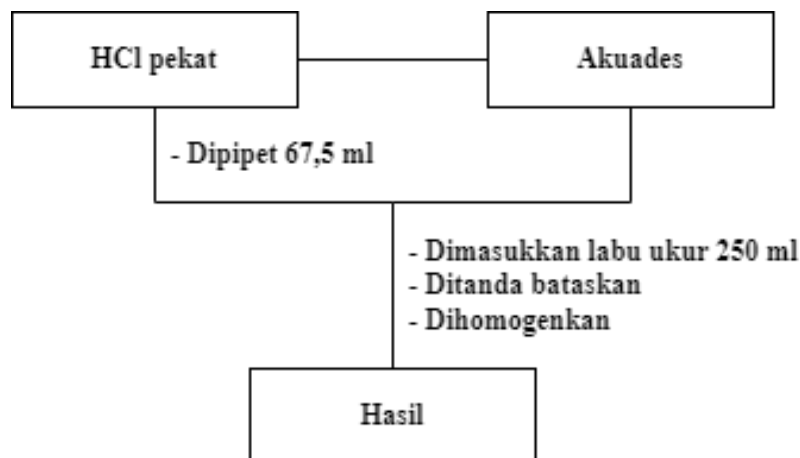 HCl pekat
Akuades
- Dipipet 67,5 ml
- Dimasukkan labu ukur 250 ml
- Ditanda bataskan
- Dihomogenkan
Hasil